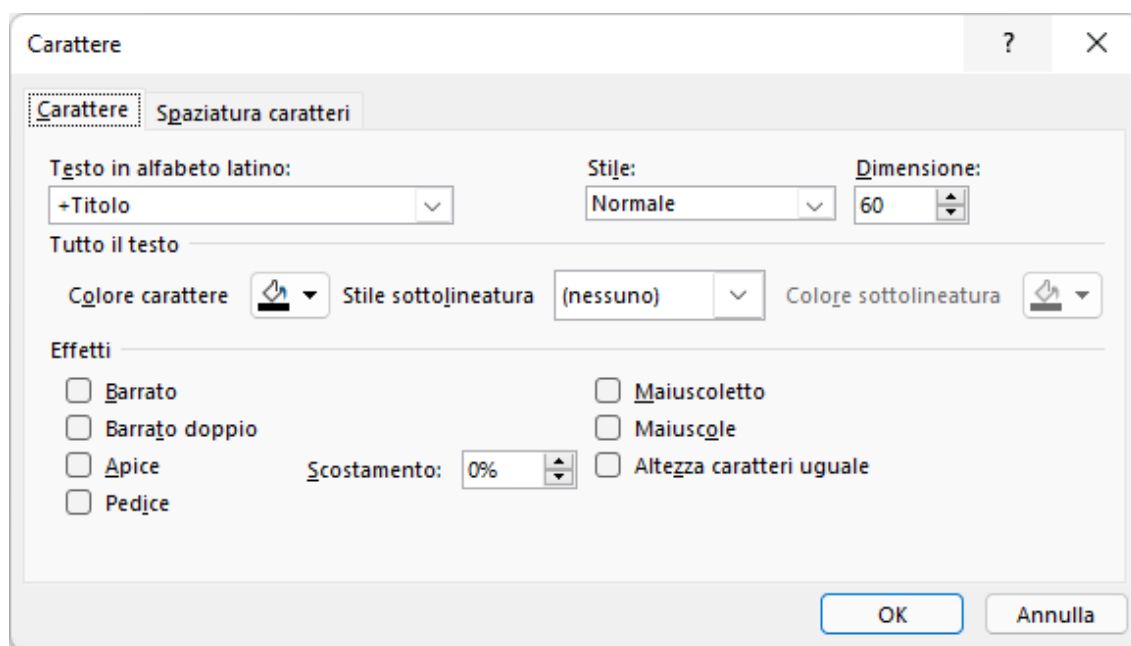 Carattere ?
Carattere Spaziatura caratteri
Testo in alfabeto latino: Stile: Dimensione:
+Titolo Normale 60
Tutto il testo
Colore carattere Stile sottolineatura (nessuno) Colore sottolineatura
Effetti
Barrato Maiuscoletto
Barrato doppio Maiuscole
Apice Scostamento: 0% Altezza caratteri uguale
Pedice
OK Annulla